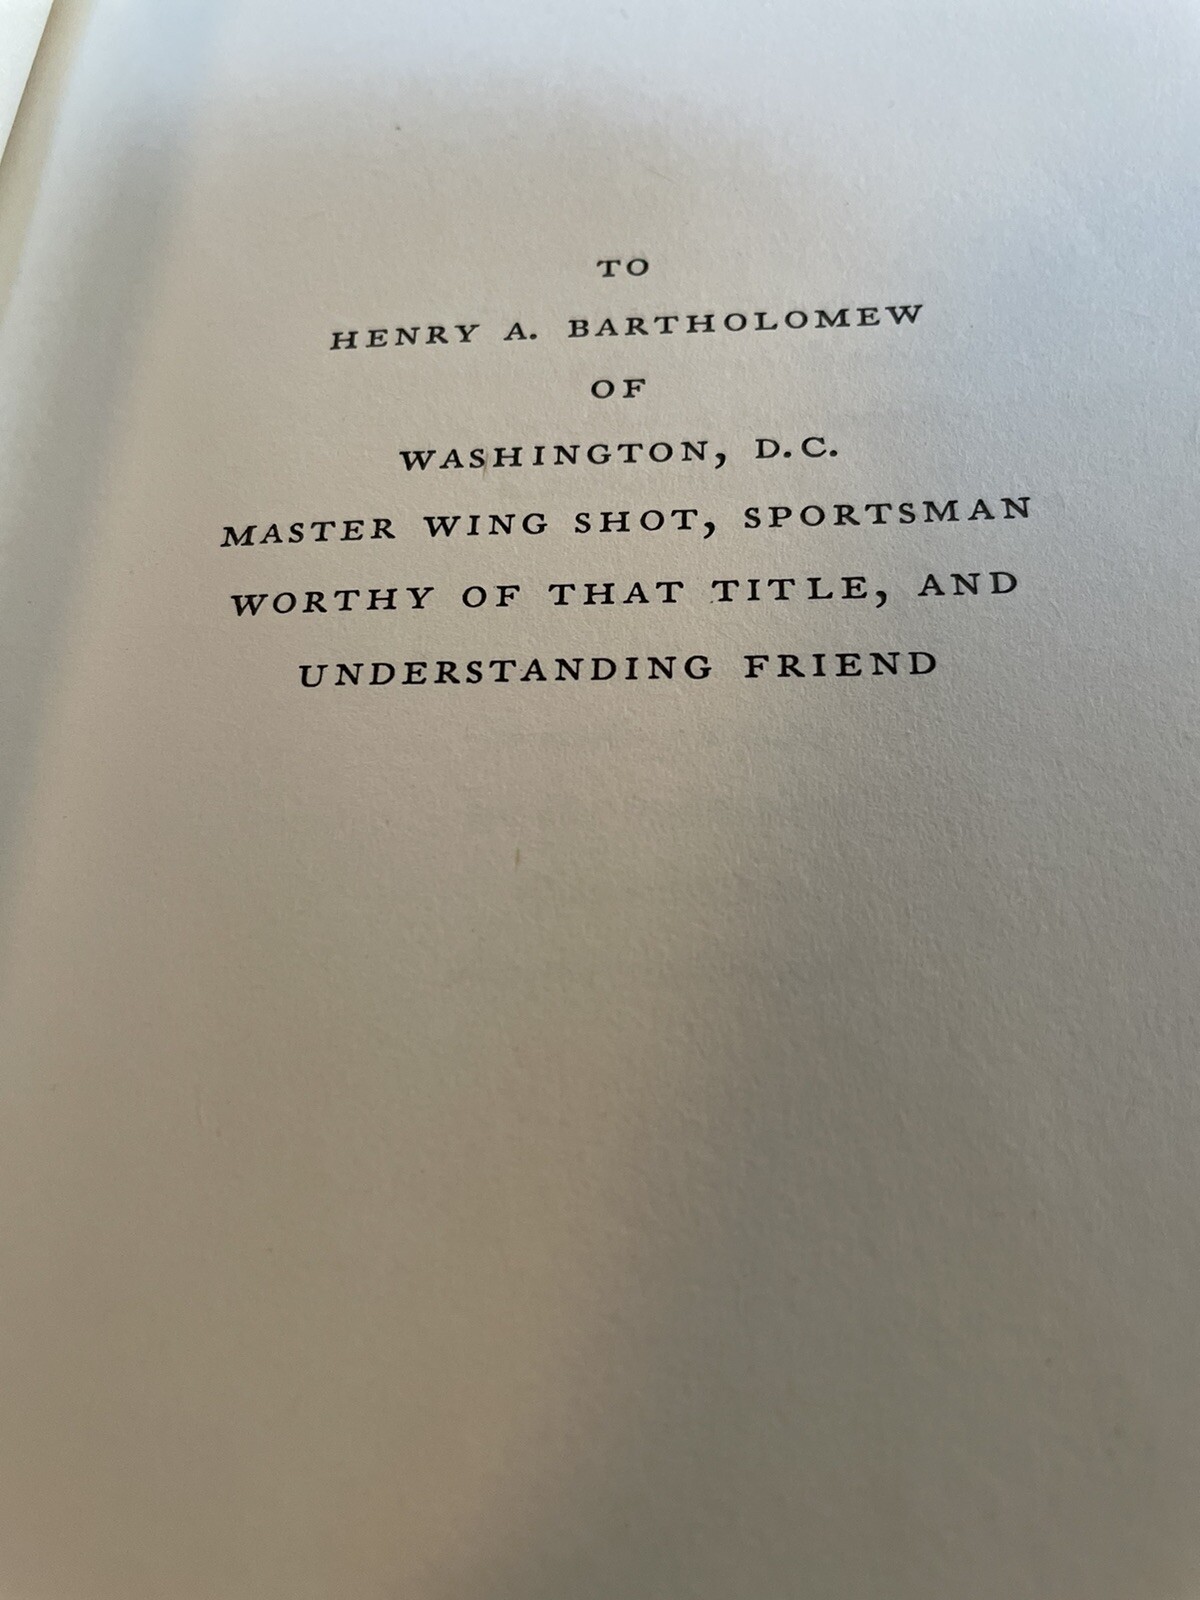 TO
HENRY A. BARTHOLOMEW
OF
WASHINGTON, D.C.
MASTER WING SHOT, SPORTSMAN
WORTHY OF THAT TITLE, AND
UNDERSTANDING FRIEND